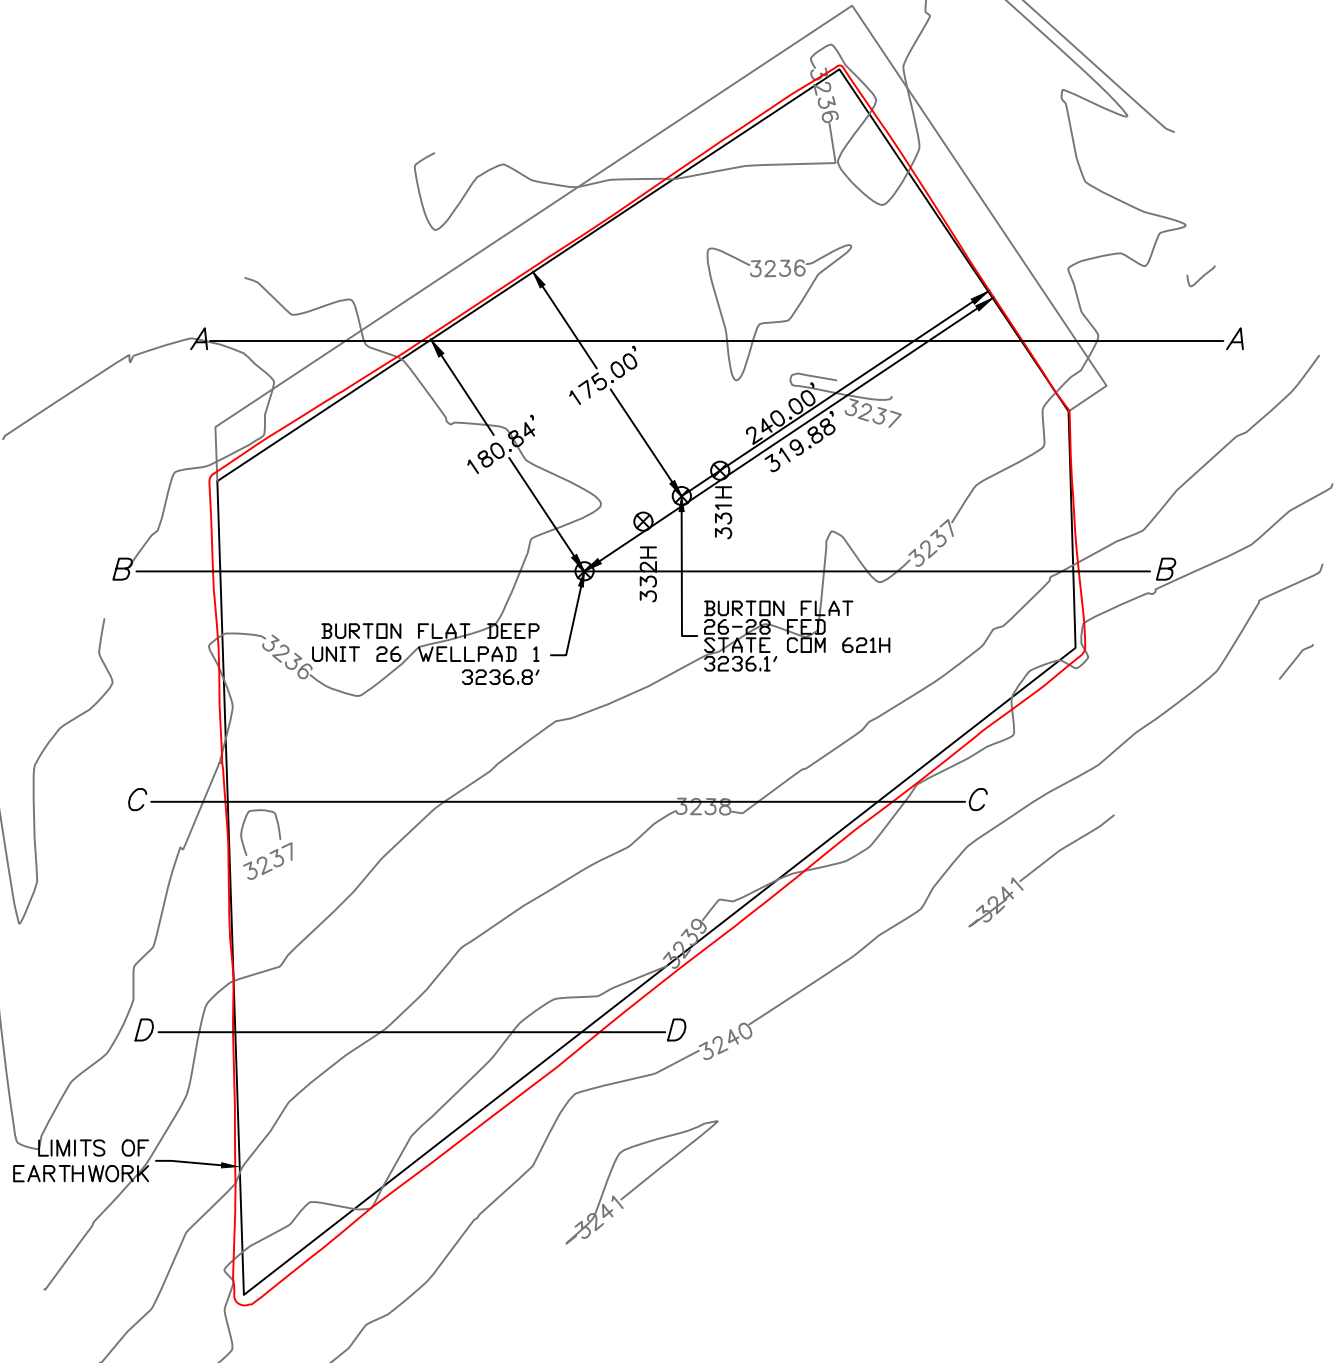 3236
3236
A
A
175.00'
240.00'
3237
319.88'
180.84'
331H
332H
3237
B
B
BURTON FLAT
26-28 FED
STATE COM 621H
3236.1'
BURTON FLAT DEEP
UNIT 26 WELLPAD 1
3236.8'
3236
C
3238
C
3237
3241
3239
D
D
3240
LIMITS OF
EARTHWORK
3241